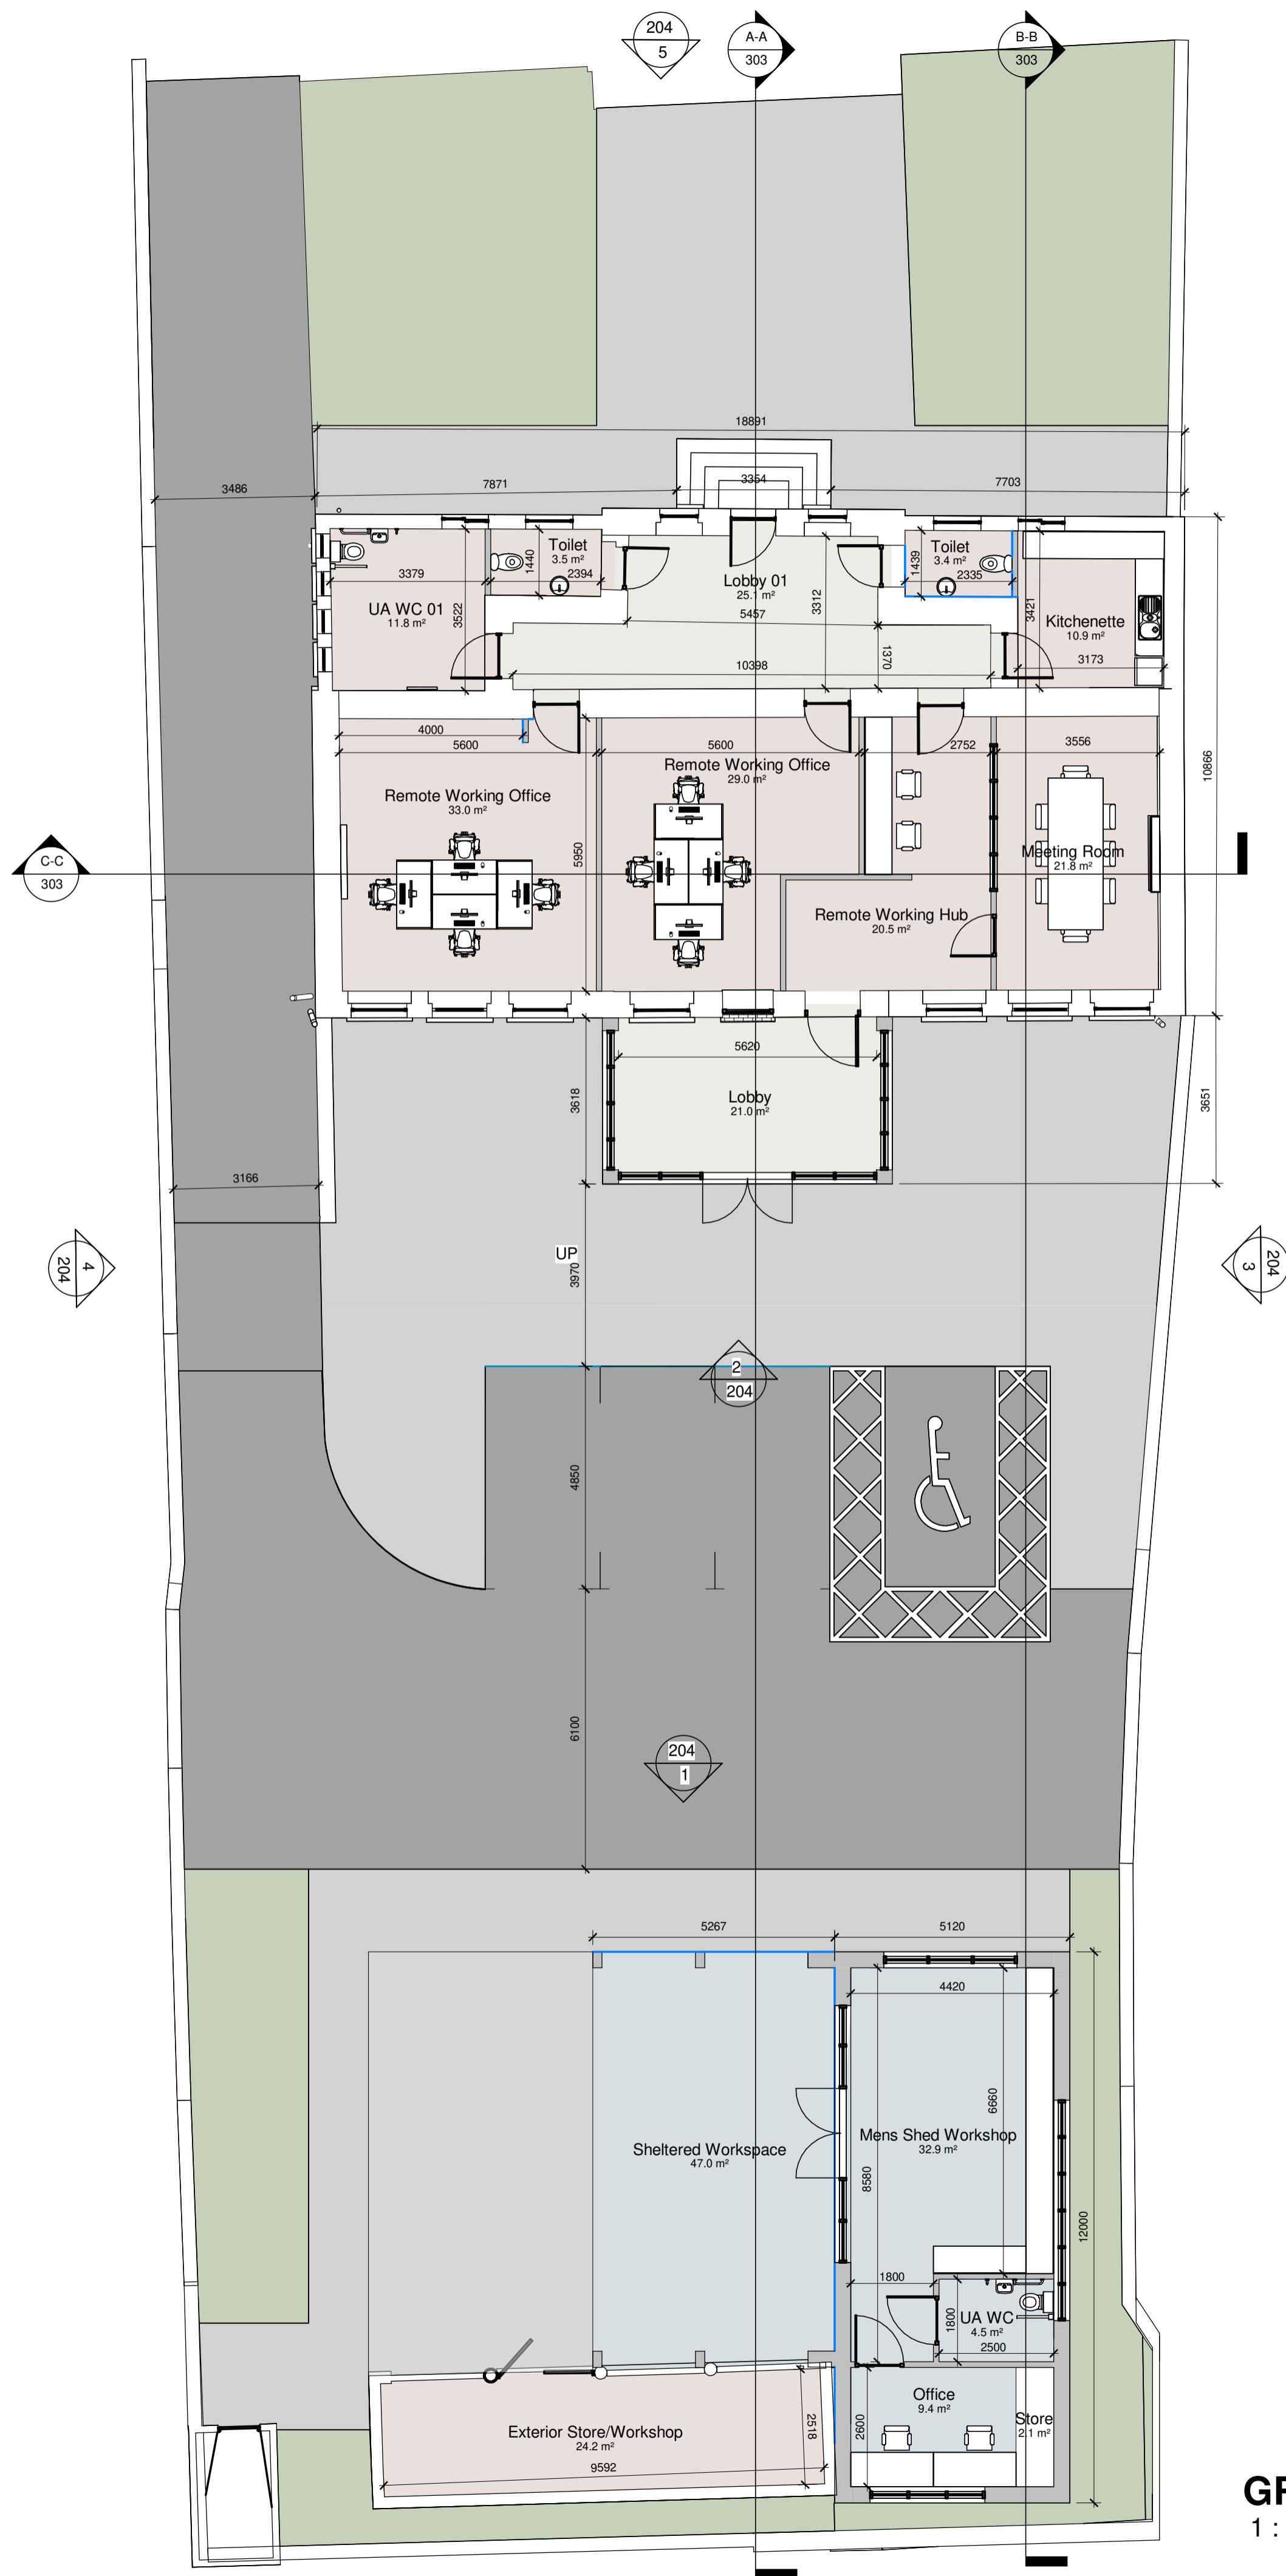 204
5
A-A
303
B-B
303
18891
3486
7871
3354
7703
Toilet
3.5 m²
1440
2394
3379
UA WC 01
11.8 m²
3522
Lobby 01
25.1 m²
5457
3312
10398
1370
Toilet
3.4 m²
1439
2335
3421
Kitchenette
10.9 m²
3173
4000
5600
5600
2752
3556
10866
Remote Working Office
33.0 m²
Remote Working Office
29.0 m²
5950
Meeting Room
21.8 m²
C-C
303
Remote Working Hub
20.5 m²
5620
Lobby
21.0 m²
3618
3651
3166
UP
3970
204
4
204
3
2
204
4850
6100
204
1
5267
5120
4420
6660
Sheltered Workspace
47.0 m²
Mens Shed Workshop
32.9 m²
8580
12000
1800
1800
UA WC
4.5 m²
2500
Office
9.4 m²
2600
Store
2.1 m²
Exterior Store/Workshop
24.2 m²
2518
9592
1 :